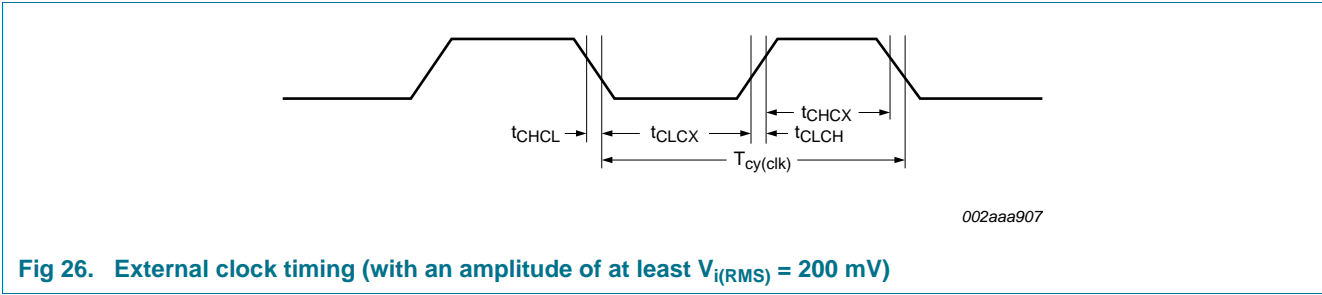 tCHCX
tCHCL tCLCX tCLCH
Tcy(clk)
002aaa907
Fig 26. External clock timing (with an amplitude of at least Vi(RMS) = 200 mV)